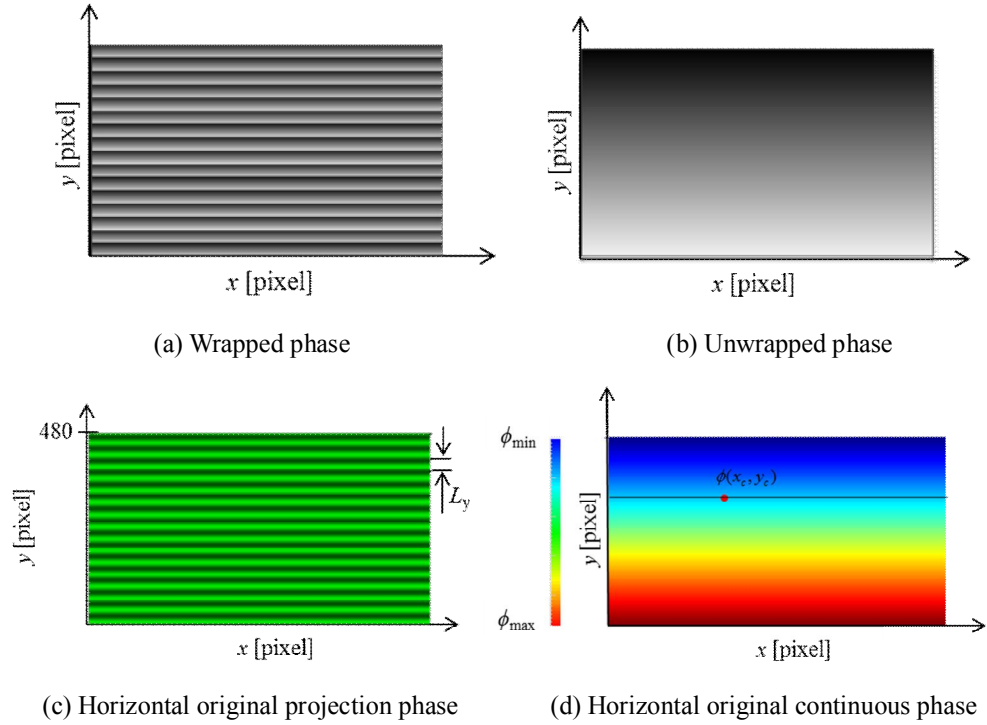 y [pixel]
x [pixel]
(a) Wrapped phase
y [pixel]
x [pixel]
(b) Unwrapped phase
480
L_y
y [pixel]
x [pixel]
(c) Horizontal original projection phase
ϕ_min
ϕ_max
ϕ(x_c, y_c)
y [pixel]
x [pixel]
(d) Horizontal original continuous phase